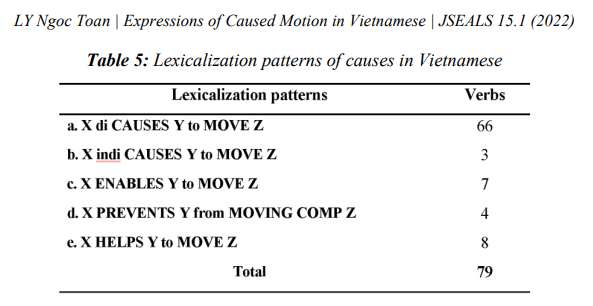 LY Ngoc Toan | Expressions of Caused Motion in Vietnamese | JSEALS 15.1 (2022)
Table 5: Lexicalization patterns of causes in Vietnamese
Lexicalization patterns Verbs
a. X di CAUSES Y to MOVE Z 66
b. X indi CAUSES Y to MOVE Z 3
c. X ENABLES Y to MOVE Z 7
d. X PREVENTS Y from MOVING COMP Z 4
e. X HELPS Y to MOVE Z 8
Total 79